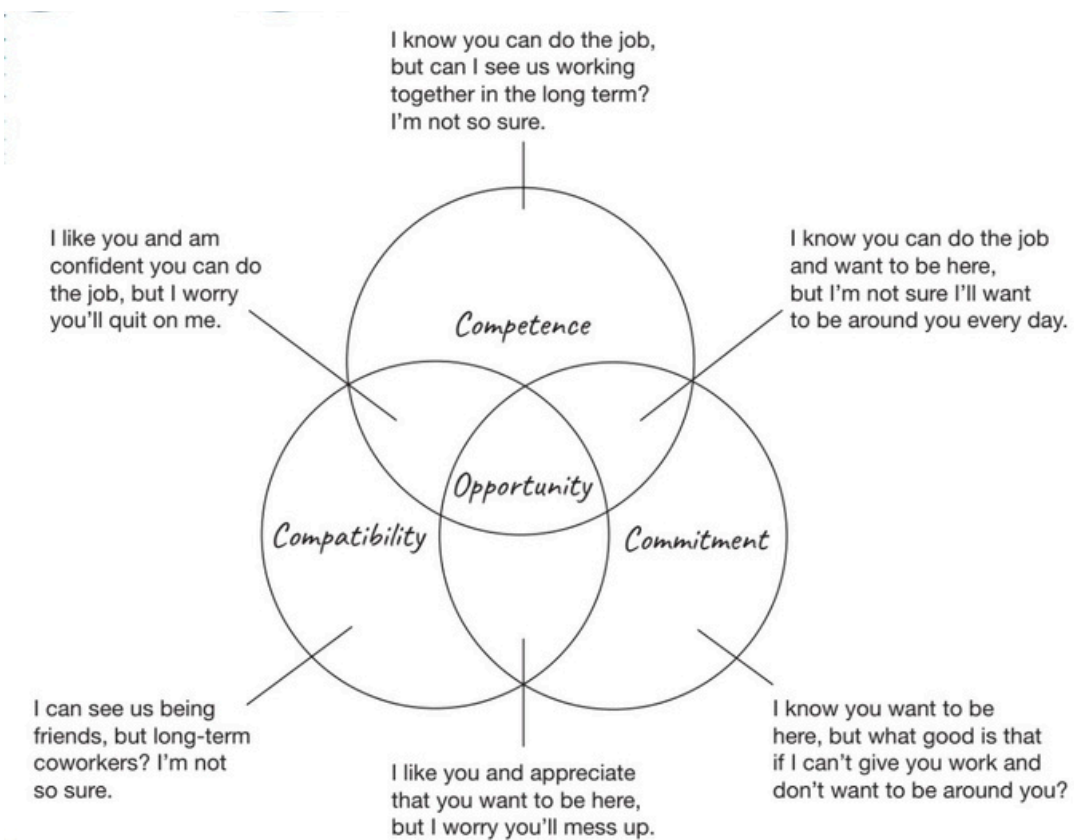 I know you can do the job,
but can I see us working
together in the long term?
I'm not so sure.
I like you and am
confident you can do
the job, but I worry
you'll quit on me.
I know you can do the job
and want to be here,
but I'm not sure I'll want
to be around you every day.
Competence
Opportunity
Compatibility
Commitment
I can see us being
friends, but long-term
coworkers? I'm not
so sure.
I like you and appreciate
that you want to be here,
but I worry you'll mess up.
I know you want to be
here, but what good is that
if I can't give you work and
don't want to be around you?